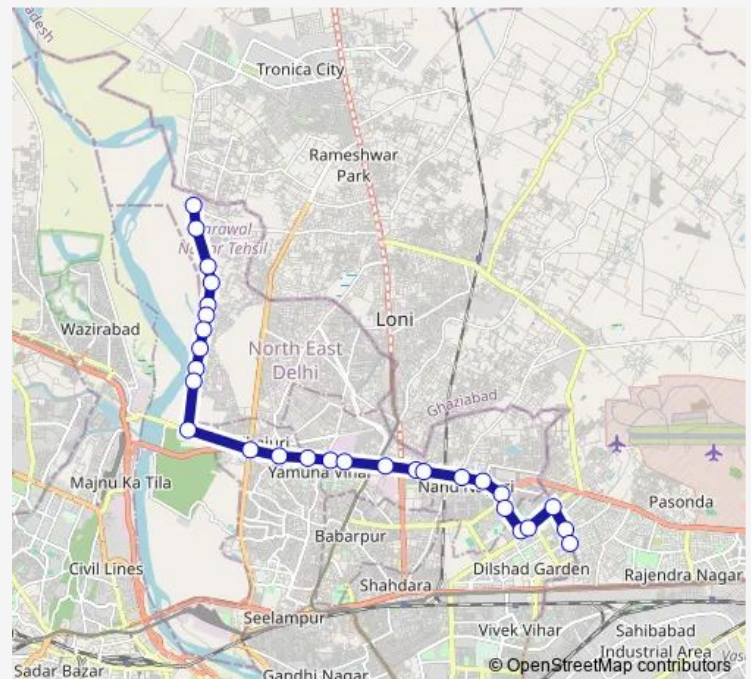 Tronica City
Rameshwar
Park
Wazirabad
Loni
North East
Delhi
Ghaziabad
Majnu Ka Tila
Yamuna Vihar
Pasonda
Babarpur
Civil Lines
Dilshad Garden
Shahdara
Rajendra Nagar
Seelampur
Vivek Vihar
Sahibabad
Industrial Area
Sadar Bazar
Gandhi Nagar
© OpenStreetMap contributors